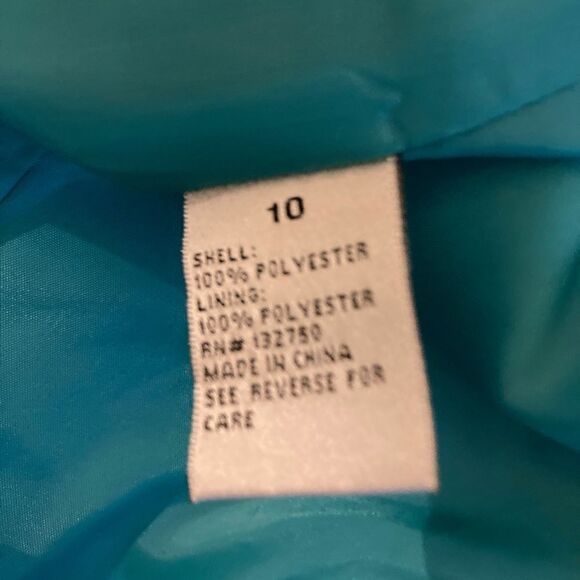 10
SHELL:
100% POLYESTER
LINING:
100% POLYESTER
RN# 132750
MADE IN CHINA
SEE REVERSE FOR
CARE